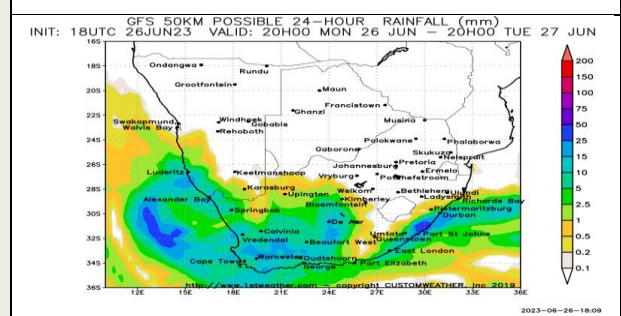 GFS 50KM POSSIBLE 24-HOUR RAINFALL (mm)
INIT: 18UTC 26JUN23 VALID: 20H00 MON 26 JUN - 20H00 TUE 27 JUN
16S
18S
20S
22S
24S
26S
28S
30S
32S
34S
36S
Ondangwa
Rundu
Grootfontein
Maun
Francistown
Ghanzi
Swakopmund
Windhoek
Gobabis
Musina
Walvis Bay
Rehoboth
Polokwane
Phalaborwa
Gaborone
Skukuza
Nelspruit
Johannesburg
Pretoria
Luderitz
Keetmanshoop
Vryburg
Potchefstroom
Ermelo
Karasburg
Upington
Welkom
Bethlehem
Ulundi
Alexander Bay
Kimberley
Ladysmith
Richards Bay
Springbok
Bloemfontein
Pietermaritzburg
De Aar
Durban
Calvinia
Umtata
Port St Johns
Vredendal
Beaufort West
Queenstown
East London
Cape Town
Worcester
Oudtshoorn
George
Port Elizabeth
http://www.1stweather.com - copyright CUSTOMWEATHER, Inc 2019
12E
15E
18E
21E
24E
27E
30E
33E
36E
200
150
100
75
50
25
15
10
5
2.5
1
0.5
0.2
0.1
2023-06-26-18:09